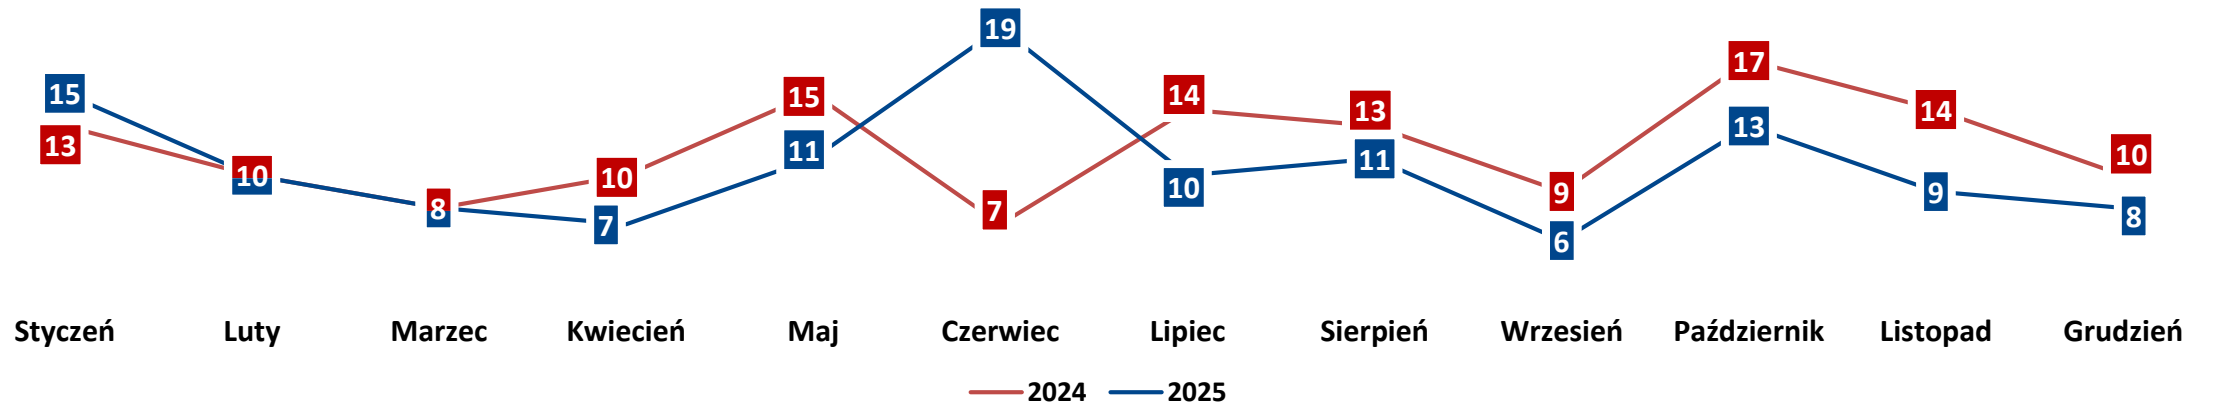 19
17
15 15 14 14
13 13 13
11 11 10
10 10 10 9 9
8 7 7 6 8
Styczeń Luty Marzec Kwiecień Maj Czerwiec Lipiec Sierpień Wrzesień Październik Listopad Grudzień
2024 2025